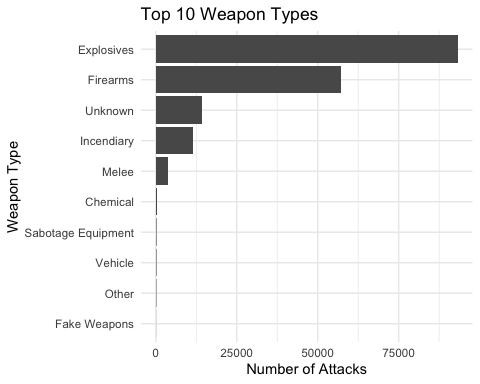 Top 10 Weapon Types
Weapon Type
Explosives
Firearms
Unknown
Incendiary
Melee
Chemical
Sabotage Equipment
Vehicle
Other
Fake Weapons
0 25000 50000 75000
Number of Attacks